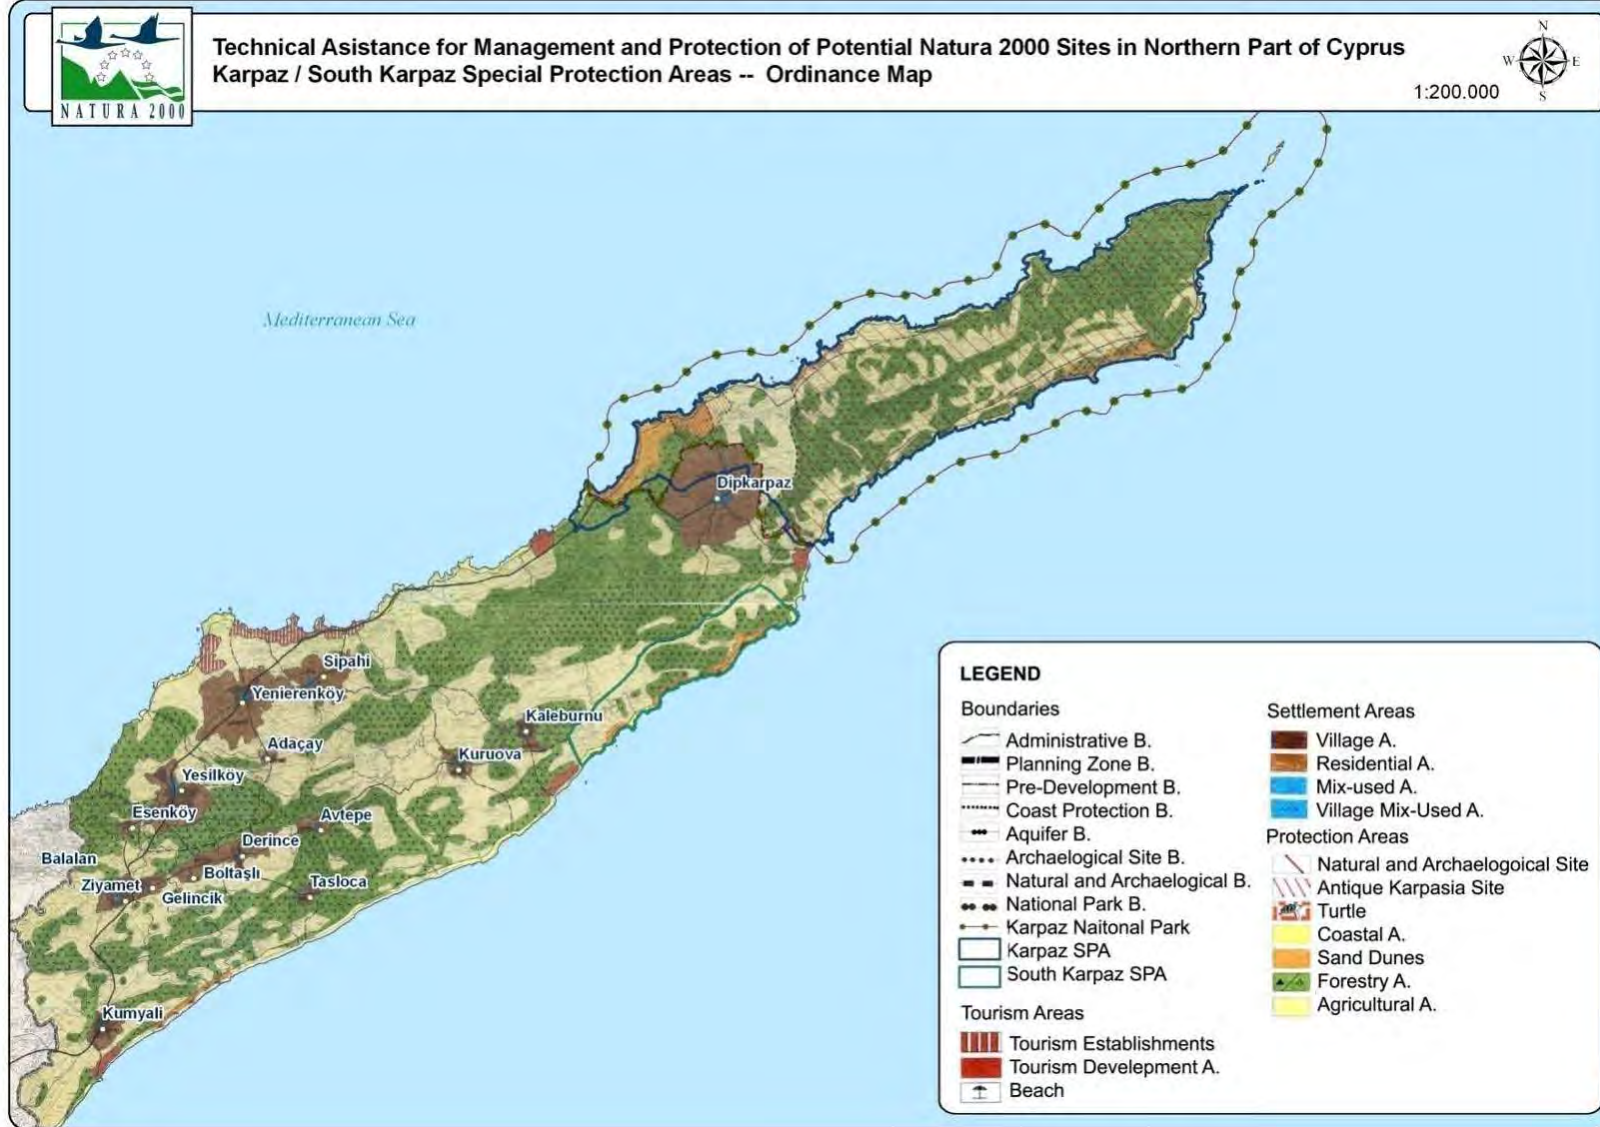 Technical Asistance for Management and Protection of Potential Natura 2000 Sites in Northern Part of Cyprus
Karpaz / South Karpaz Special Protection Areas -- Ordinance Map
NATURA 2000
1:200.000
N
W
E
S
Mediterranean Sea
Dipkarpaz
Sipahi
Yenierenköy
Kaleburnu
Adaçay
Kuruova
Yesilköy
Esenköy
Avtepe
Derince
Balalan
Boltaşlı
Ziyamet
Tasloca
Gelincik
Kumyali
LEGEND
Boundaries
Administrative B.
Planning Zone B.
Pre-Development B.
Coast Protection B.
Aquifer B.
Archaelogical Site B.
Natural and Archaelogical B.
National Park B.
Karpaz Naitonal Park
Karpaz SPA
South Karpaz SPA
Tourism Areas
Tourism Establishments
Tourism Develepment A.
Beach
Settlement Areas
Village A.
Residential A.
Mix-used A.
Village Mix-Used A.
Protection Areas
Natural and Archaelogoical Site
Antique Karpasia Site
Turtle
Coastal A.
Sand Dunes
Forestry A.
Agricultural A.